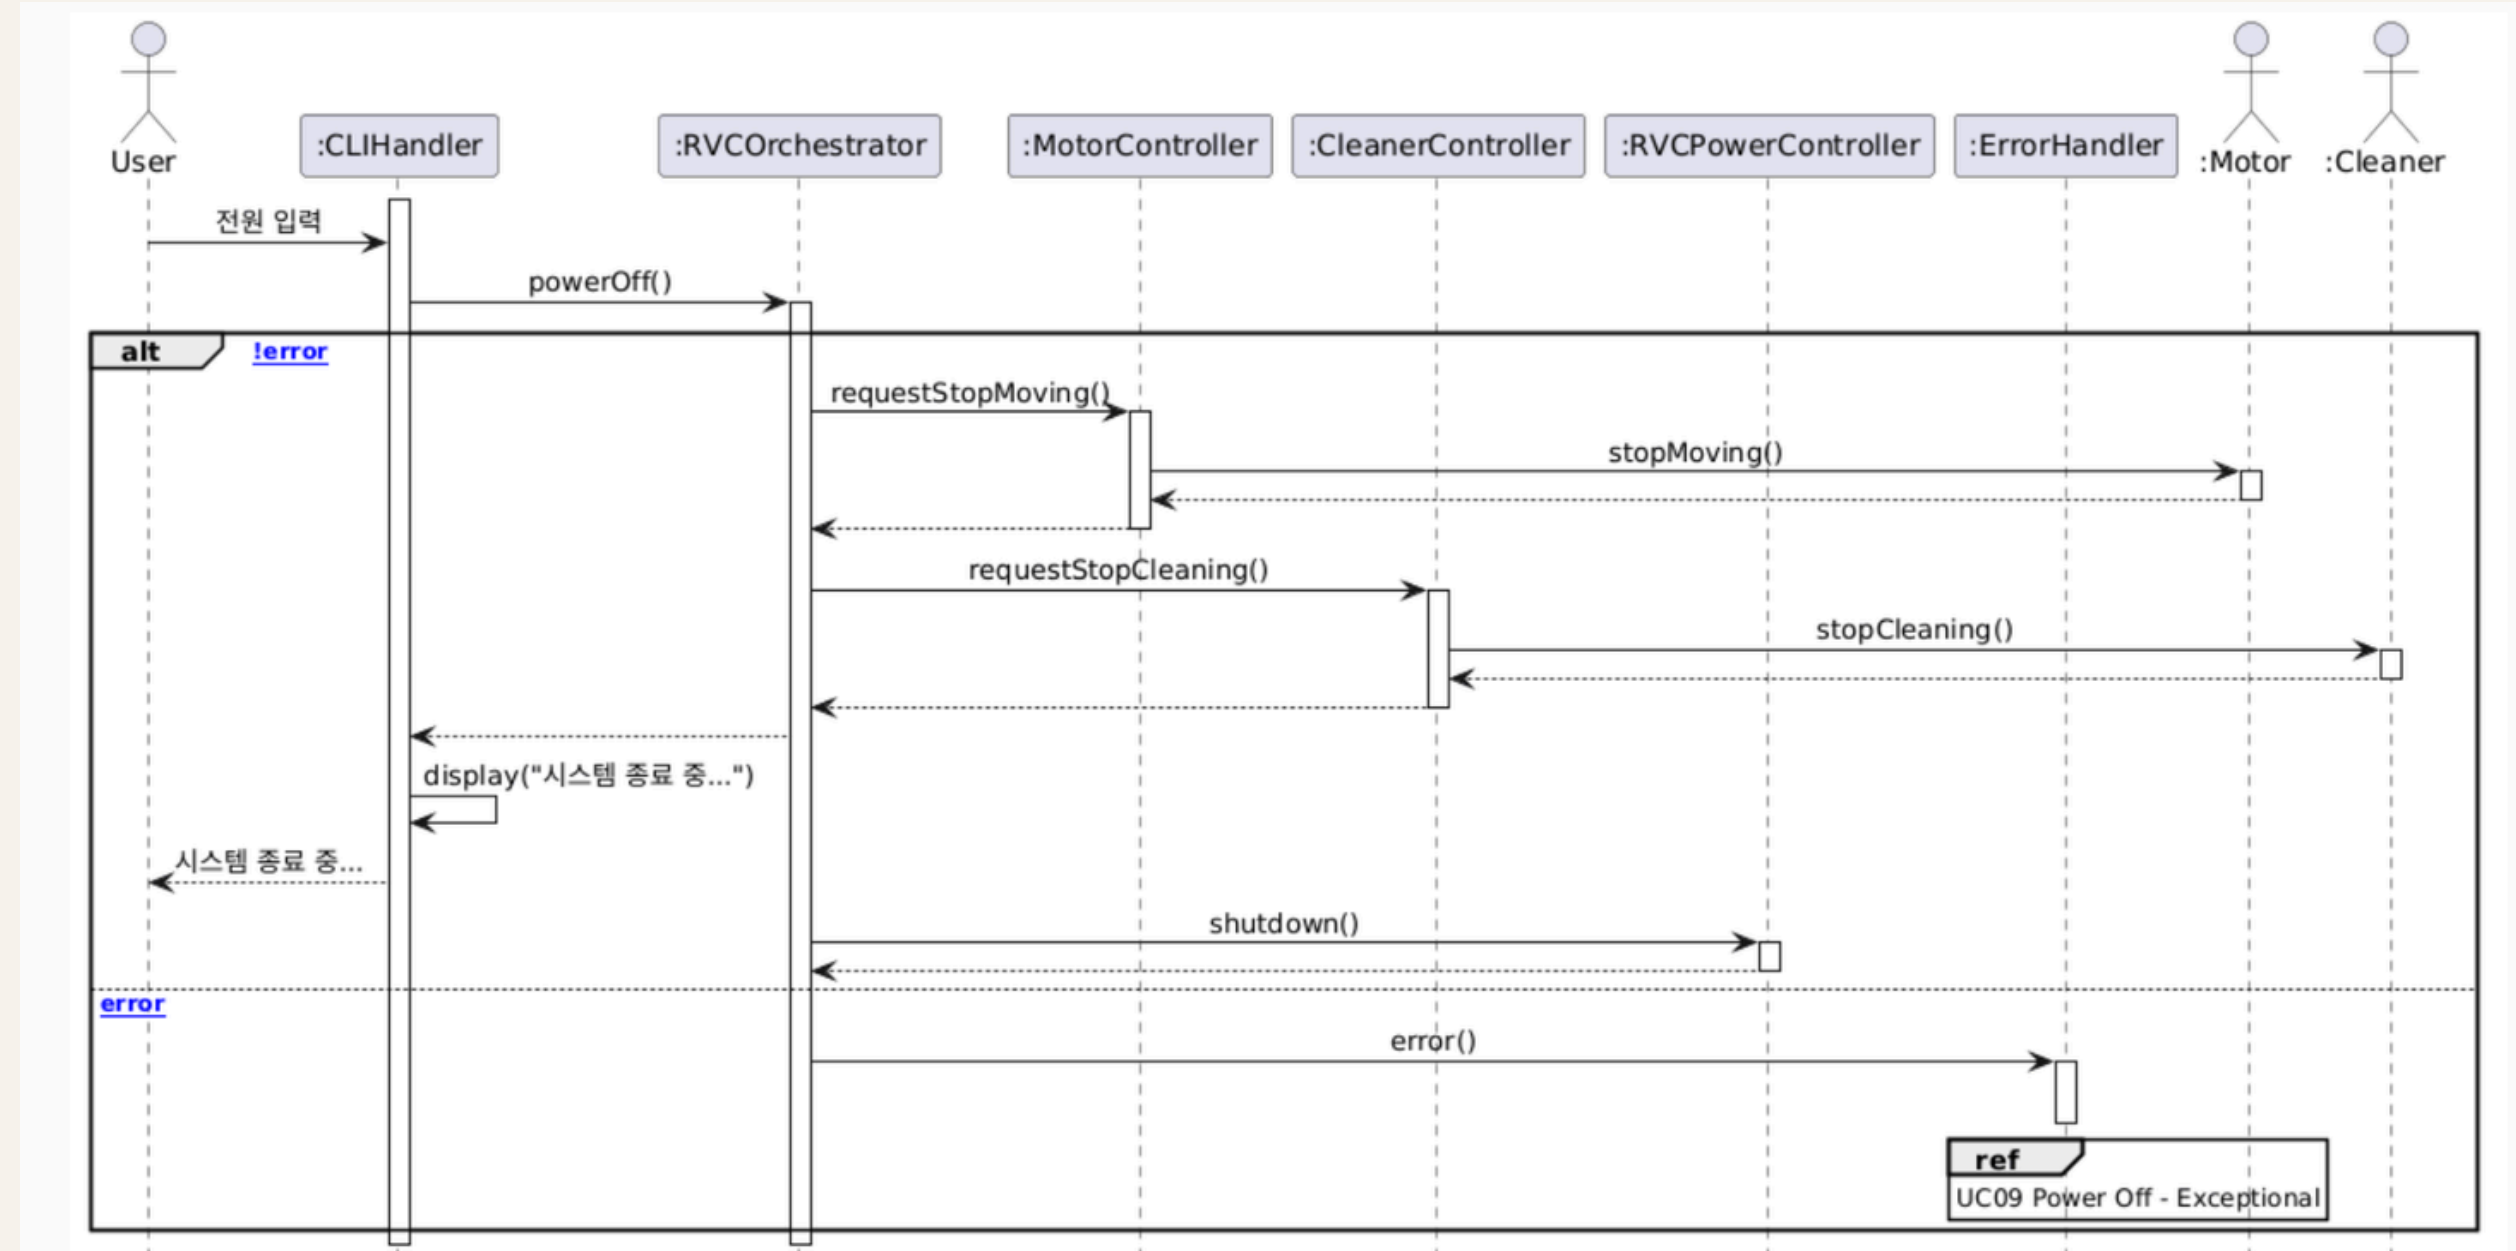 User
:CLIHandler
:RVCOrchestrator
:MotorController
:CleanerController
:RVCPowerController
:ErrorHandler
:Motor
:Cleaner
전원 입력
powerOff()
alt
!error
requestStopMoving()
stopMoving()
requestStopCleaning()
stopCleaning()
display("시스템 종료 중...")
시스템 종료 중...
shutdown()
error
error()
ref
UC09 Power Off - Exceptional